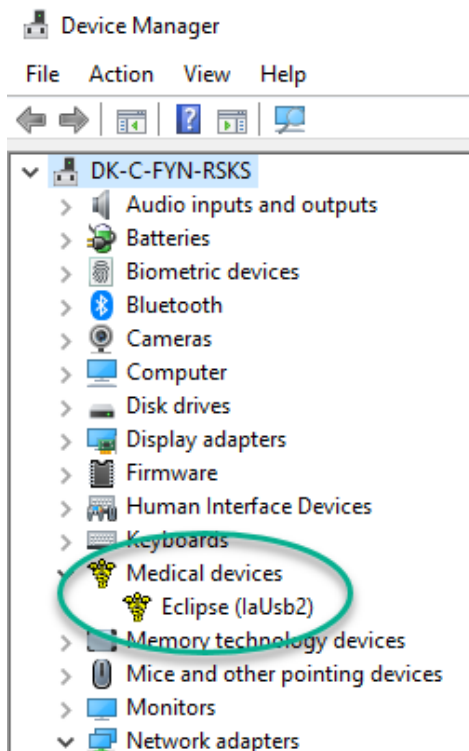 Device Manager
File Action View Help
DK-C-FYN-RSKS
Audio inputs and outputs
Batteries
Biometric devices
Bluetooth
Cameras
Computer
Disk drives
Display adapters
Firmware
Human Interface Devices
Keyboards
Medical devices
Eclipse (IaUsb2)
Memory technology devices
Mice and other pointing devices
Monitors
Network adapters